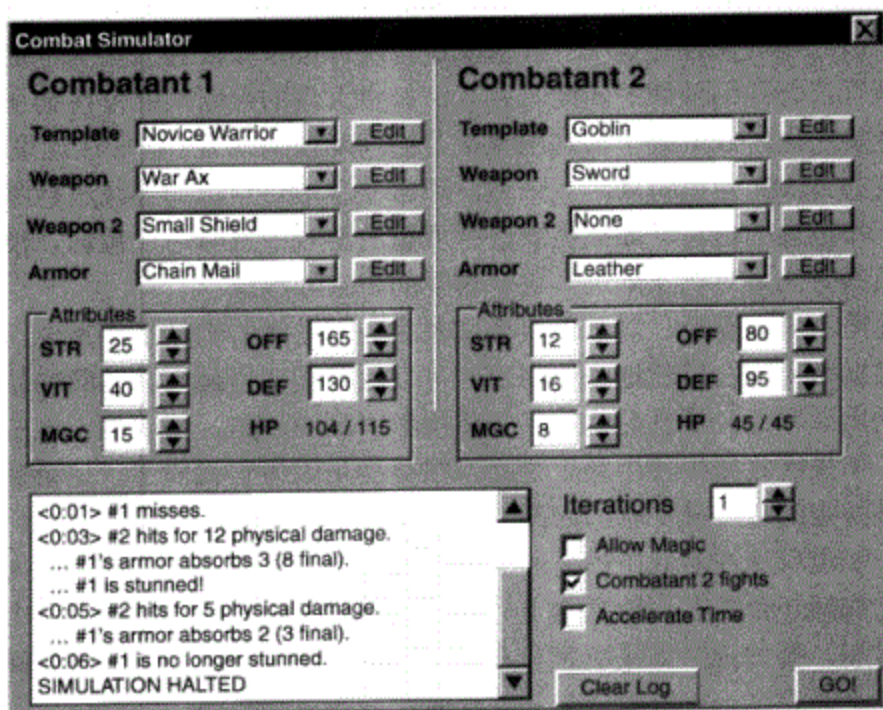 Combat Simulator
Combatant 1
Template Novice Warrior Edit
Weapon War Ax Edit
Weapon 2 Small Shield Edit
Armor Chain Mail Edit
Attributes
STR 25 OFF 165
VIT 40 DEF 130
MGC 15 HP 104 / 115
Combatant 2
Template Goblin Edit
Weapon Sword Edit
Weapon 2 None Edit
Armor Leather Edit
Attributes
STR 12 OFF 80
VIT 16 DEF 95
MGC 8 HP 45 / 45
<0:01> #1 misses.
<0:03> #2 hits for 12 physical damage.
... #1's armor absorbs 3 (8 final).
... #1 is stunned!
<0:05> #2 hits for 5 physical damage.
... #1's armor absorbs 2 (3 final).
<0:06> #1 is no longer stunned.
SIMULATION HALTED
Iterations 1
Allow Magic
Combatant 2 fights
Accelerate Time
Clear Log GO!